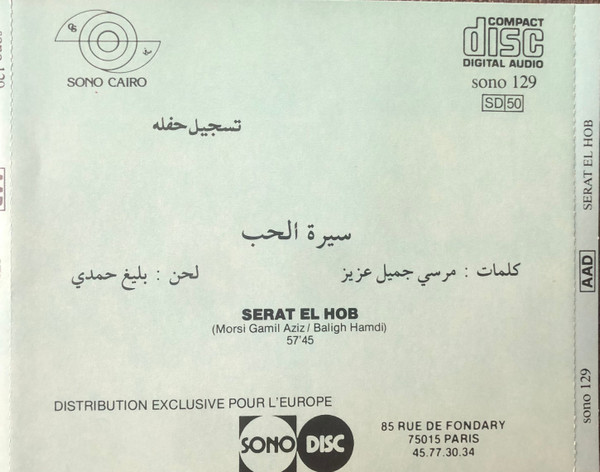 SONO CAIRO
COMPACT
disc
DIGITAL AUDIO
sono 129
SD 50
تسجيل حفله
سيرة الحب
كلمات : مرسي جميل عزيز
لحن : بليغ حمدي
SERAT EL HOB
(Morsi Gamil Aziz / Baligh Hamdi)
57'45
DISTRIBUTION EXCLUSIVE POUR L'EUROPE
SONO DISC
85 RUE DE FONDARY
75015 PARIS
45.77.30.34
SERAT EL HOB
AAD
sono 129